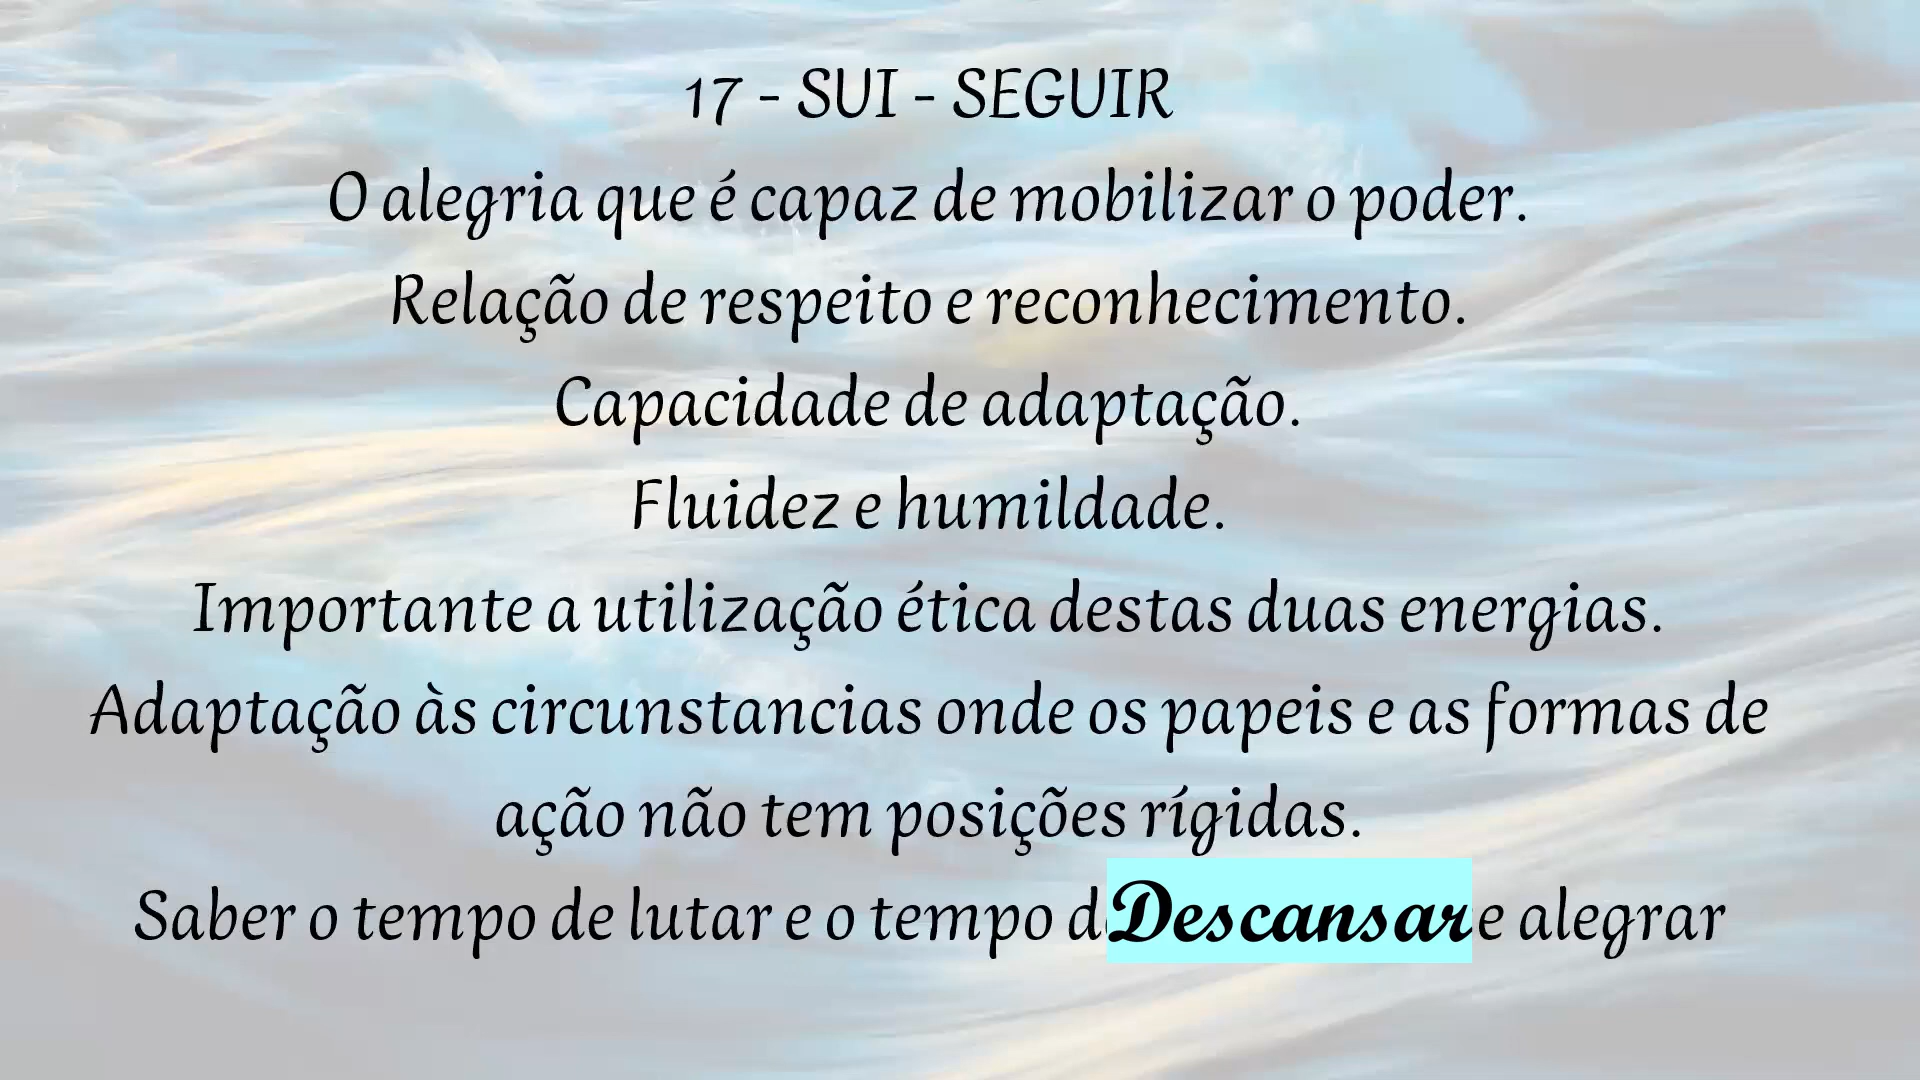 17 - SUI - SEGUIR
O alegria que é capaz de mobilizar o poder.
Relação de respeito e reconhecimento.
Capacidade de adaptação.
Fluidez e humildade.
Importante a utilização ética destas duas energias.
Adaptação às circunstancias onde os papeis e as formas de
ação não tem posições rígidas.
Saber o tempo de lutar e o tempo d Descansar e alegrar